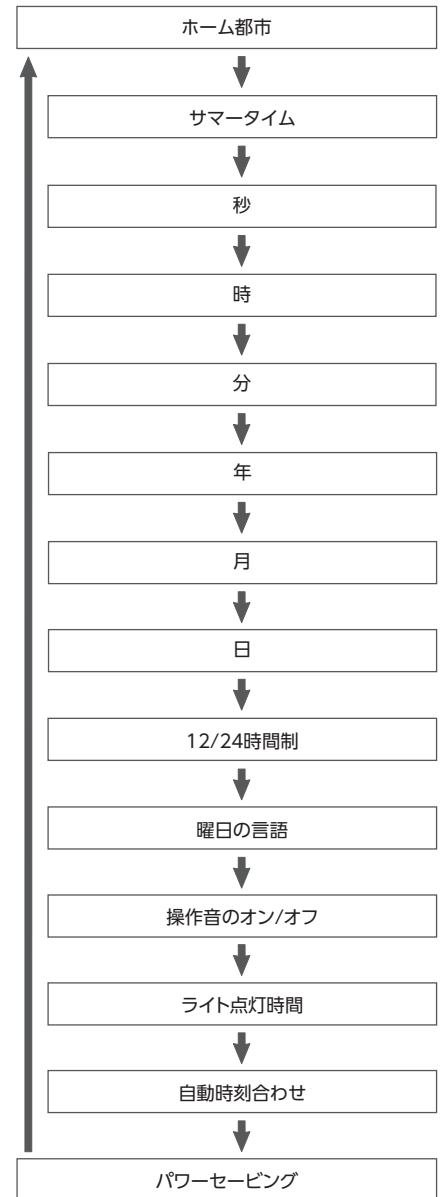 ホーム都市
サマータイム
秒
時
分
年
月
日
12/24時間制
曜日の言語
操作音のオン/オフ
ライト点灯時間
自動時刻合わせ
パワーセービング